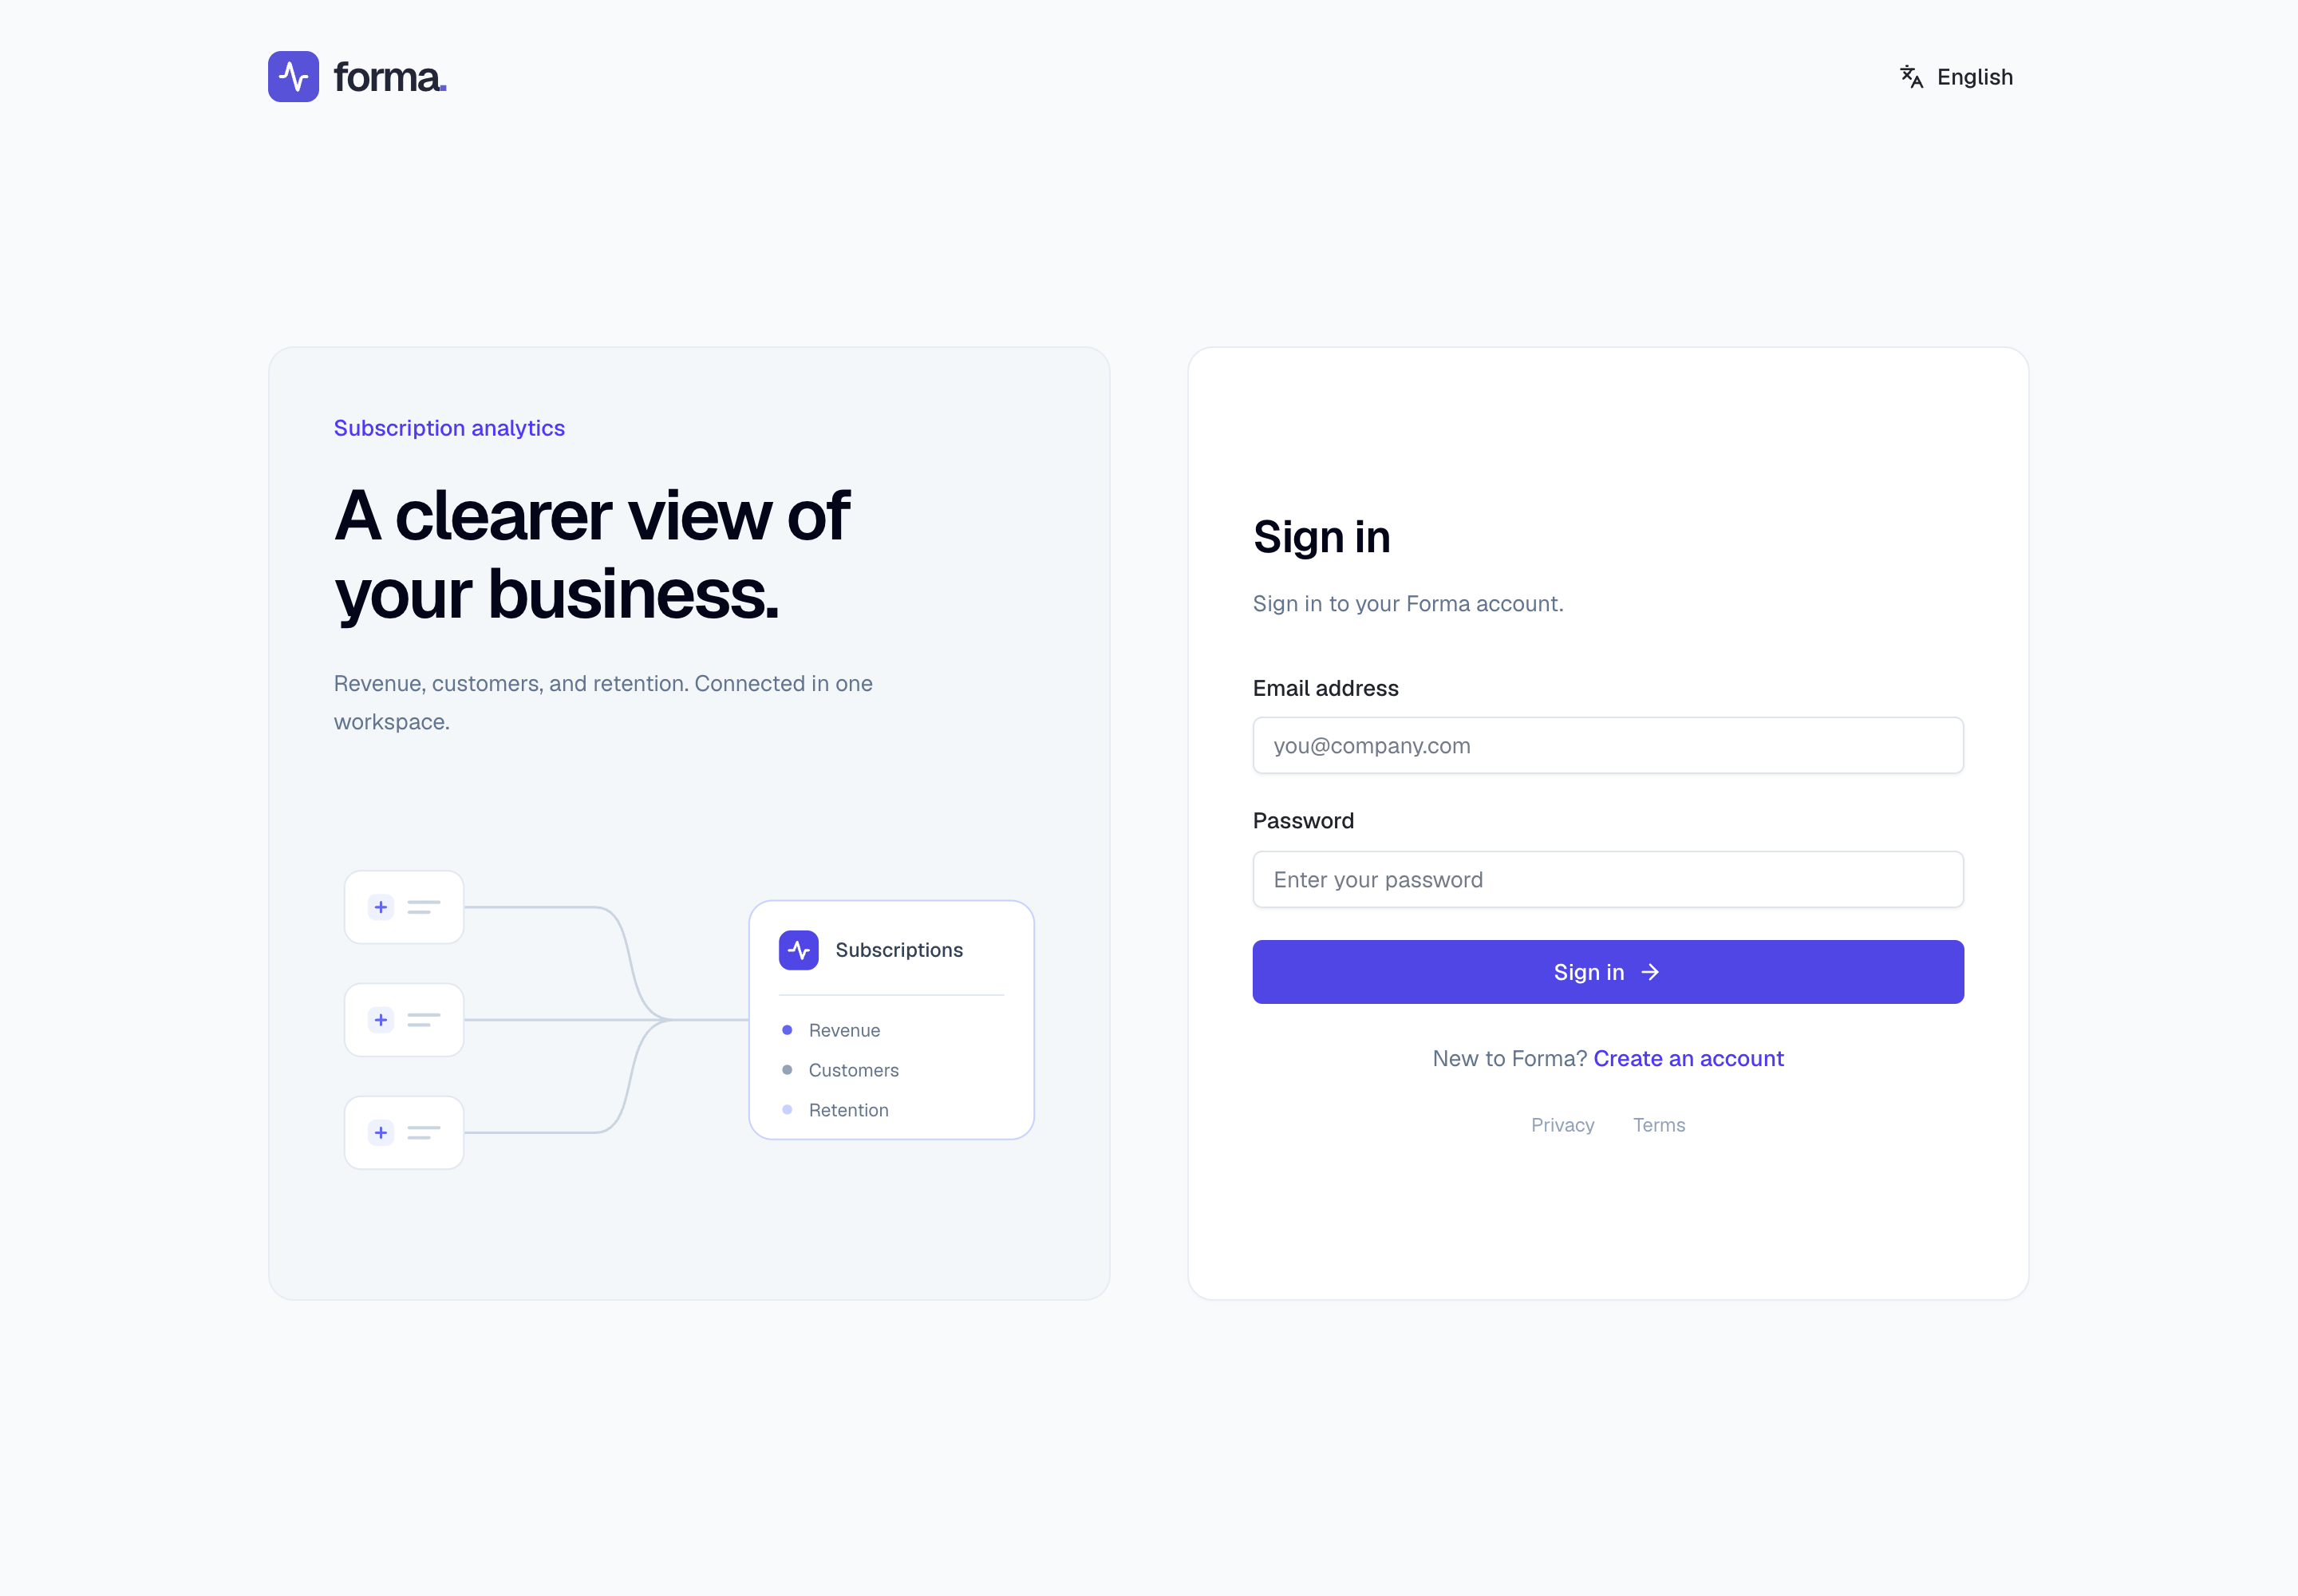 forma.
English
Subscription analytics
A clearer view of
your business.
Revenue, customers, and retention. Connected in one
workspace.
Subscriptions
Revenue
Customers
Retention
Sign in
Sign in to your Forma account.
Email address
you@company.com
Password
Enter your password
Sign in
New to Forma? Create an account
Privacy Terms